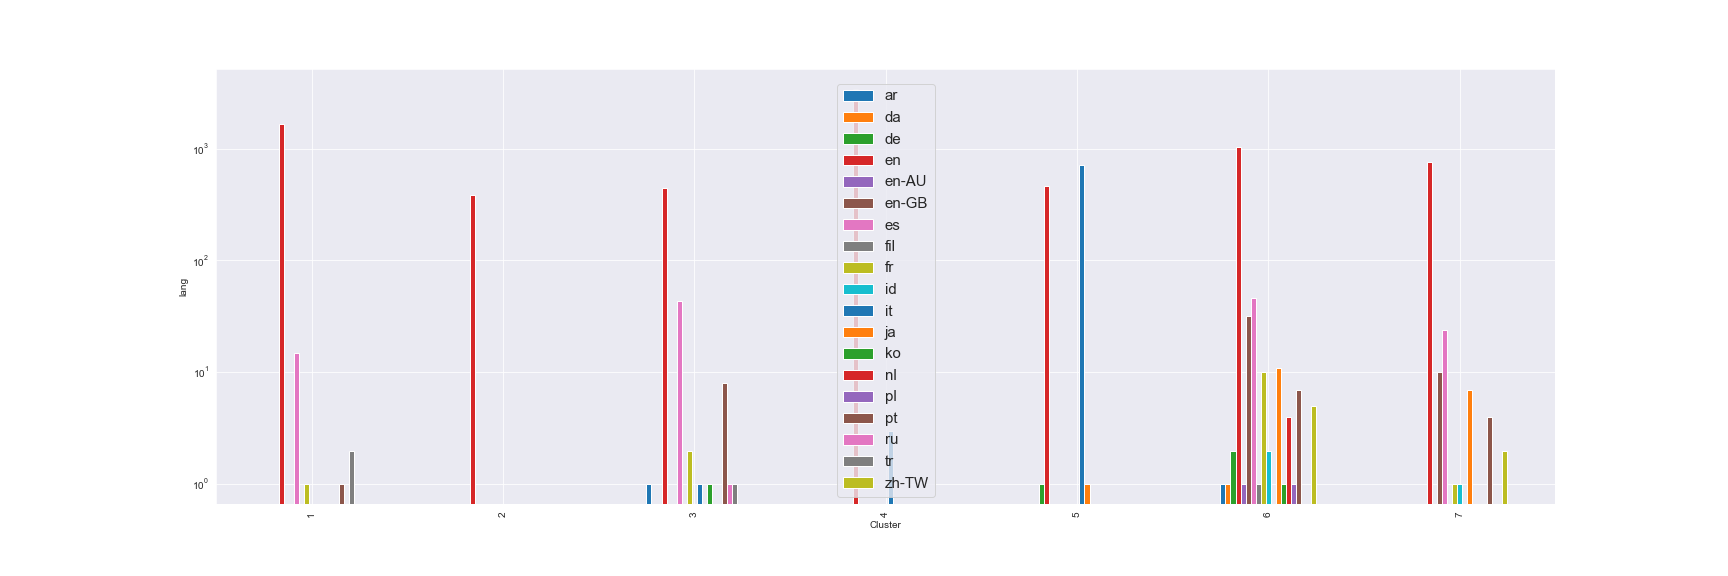 lang
10³
10²
10¹
10⁰
ar
da
de
en
en-AU
en-GB
es
fil
fr
id
it
ja
ko
nl
pl
pt
ru
tr
zh-TW
1
2
3
4
5
6
7
Cluster